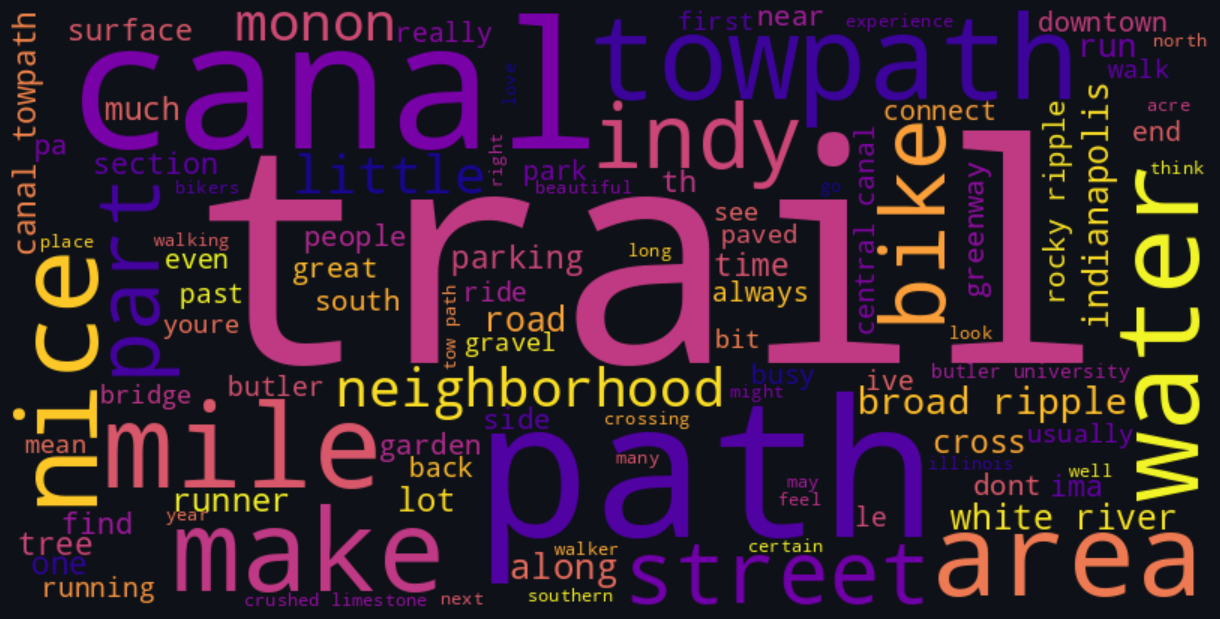 canal towpath
surface
monon
really
first
near
experience
downtown
canal
love
towpath
run
north
walk
much
indy
connect
acre
pa
section
little
right
park
th
bike
rocky ripple
indianapolis
end
bikers
beautiful
go
central canal
think
part
trail
see
greenway
place
walking
people
paved
water
even
great
parking
long
time
nice
past
south
ride
always
youre
tow path
road
gravel
bit
look
bridge
butler
neighborhood
busy
might
ive
butler university
broad ripple
mean
mile
garden
side
crossing
path
cross
usually
back
many
illinois
well
runner
lot
may
feel
dont
ima
find
year
make
le
white river
tree
one
along
walker
certain
area
running
southern
street
crushed limestone
next